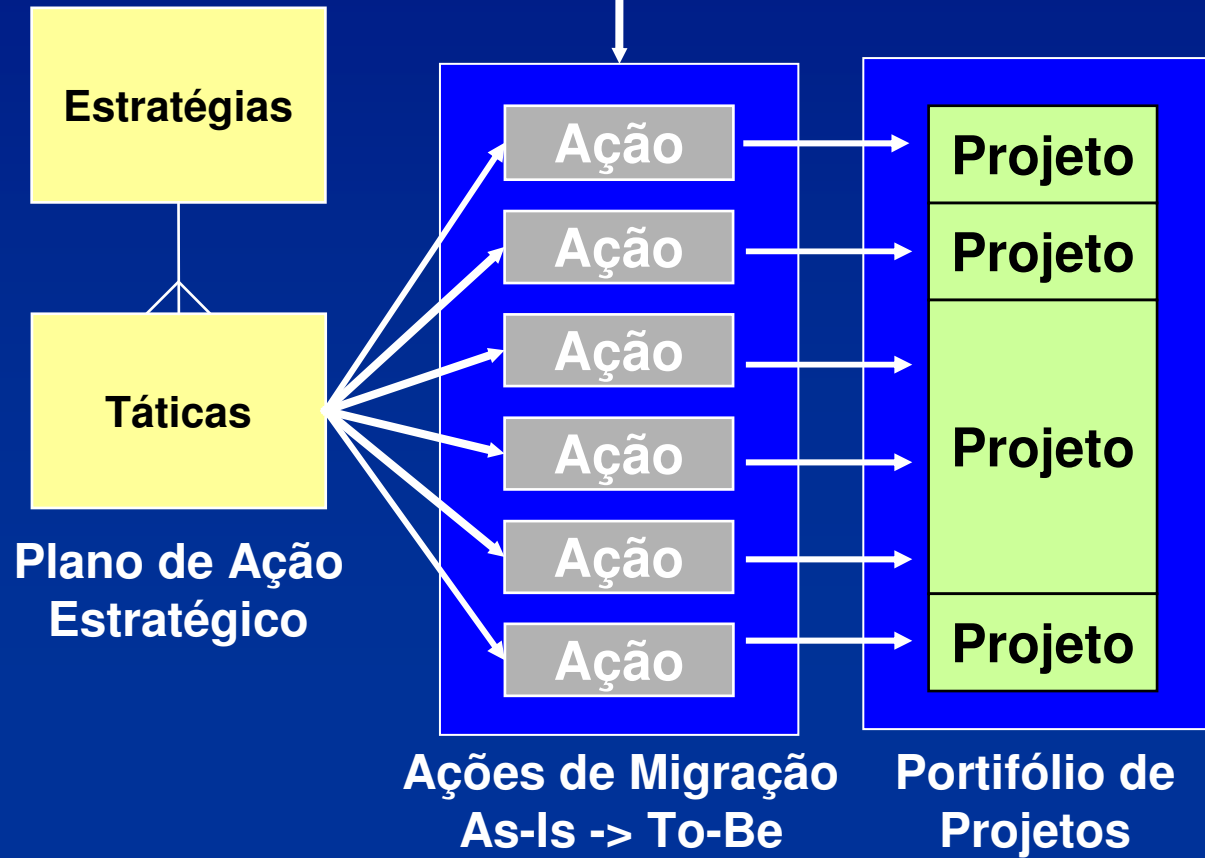 Estratégias
Táticas
Plano de Ação
Estratégico
Ação
Ação
Ação
Ação
Ação
Ação
Ações de Migração
As-Is -> To-Be
Projeto
Projeto
Projeto
Projeto
Portifólio de
Projetos